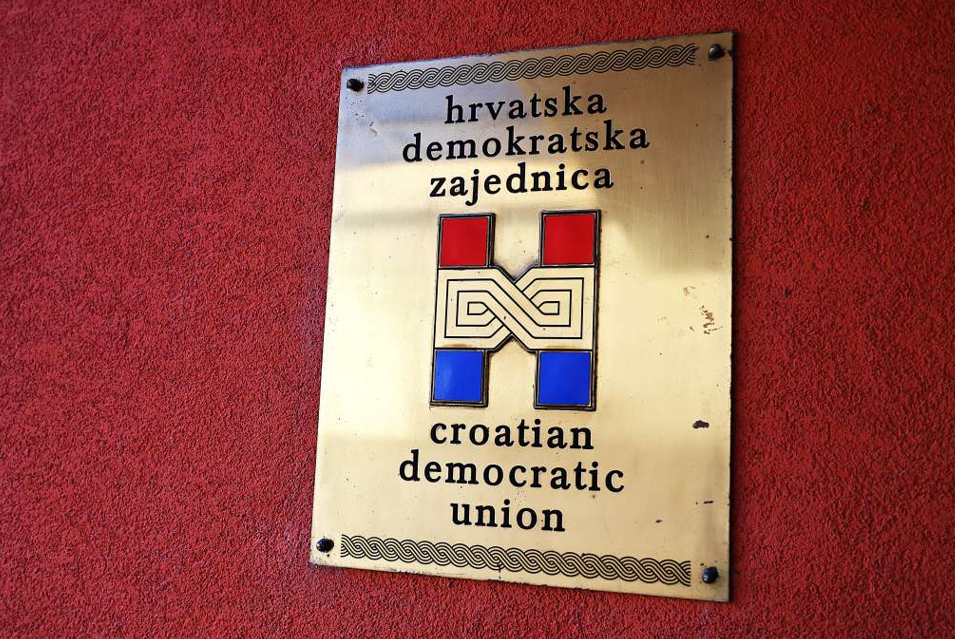 hrvatska
demokratska
zajednica
croatian
democratic
union